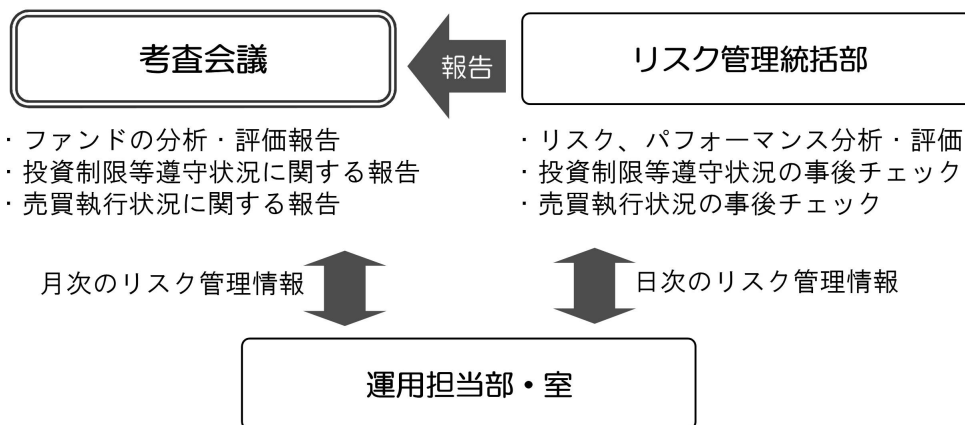 考査会議
報告
リスク管理統括部
・ファンドの分析・評価報告
・投資制限等遵守状況に関する報告
・売買執行状況に関する報告
・リスク、パフォーマンス分析・評価
・投資制限等遵守状況の事後チェック
・売買執行状況の事後チェック
月次のリスク管理情報
日次のリスク管理情報
運用担当部・室